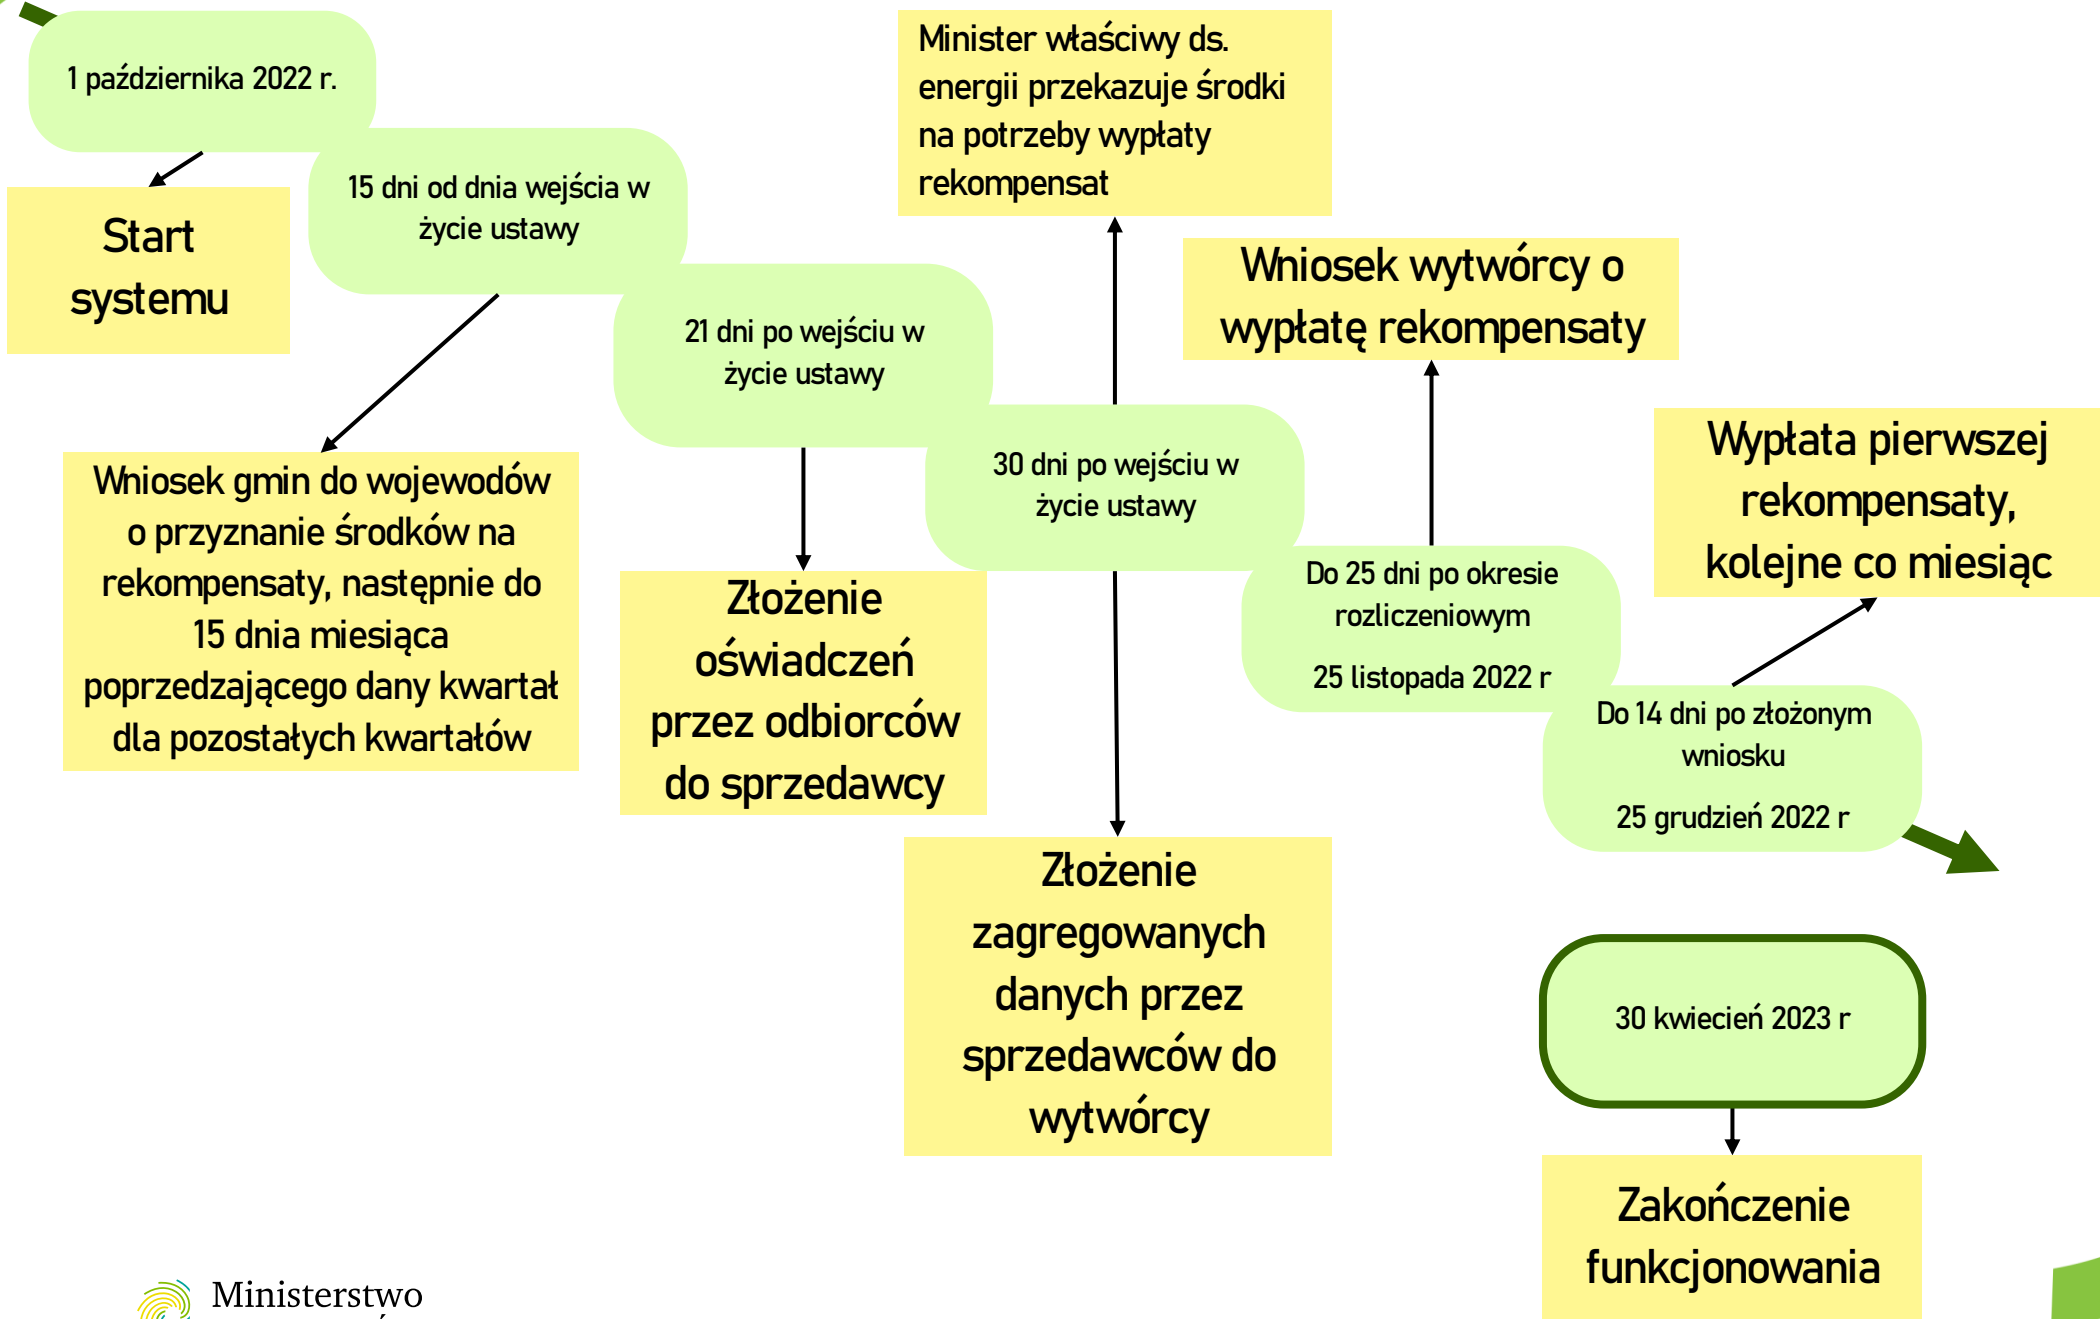 1 października 2022 r.
Start
systemu
15 dni od dnia wejścia w
życie ustawy
Wniosek gmin do wojewodów
o przyznanie środków na
rekompensaty, następnie do
15 dnia miesiąca
poprzedzającego dany kwartał
dla pozostałych kwartałów
21 dni po wejściu w
życie ustawy
Złożenie
oświadczeń
przez odbiorców
do sprzedawcy
Minister właściwy ds.
energii przekazuje środki
na potrzeby wypłaty
rekompensat
30 dni po wejściu w
życie ustawy
Złożenie
zagregowanych
danych przez
sprzedawców do
wytwórcy
Wniosek wytwórcy o
wypłatę rekompensaty
Do 25 dni po okresie
rozliczeniowym
25 listopada 2022 r
Wypłata pierwszej
rekompensaty,
kolejne co miesiąc
Do 14 dni po złożonym
wniosku
25 grudzień 2022 r
30 kwiecień 2023 r
Zakończenie
funkcjonowania
Ministerstwo